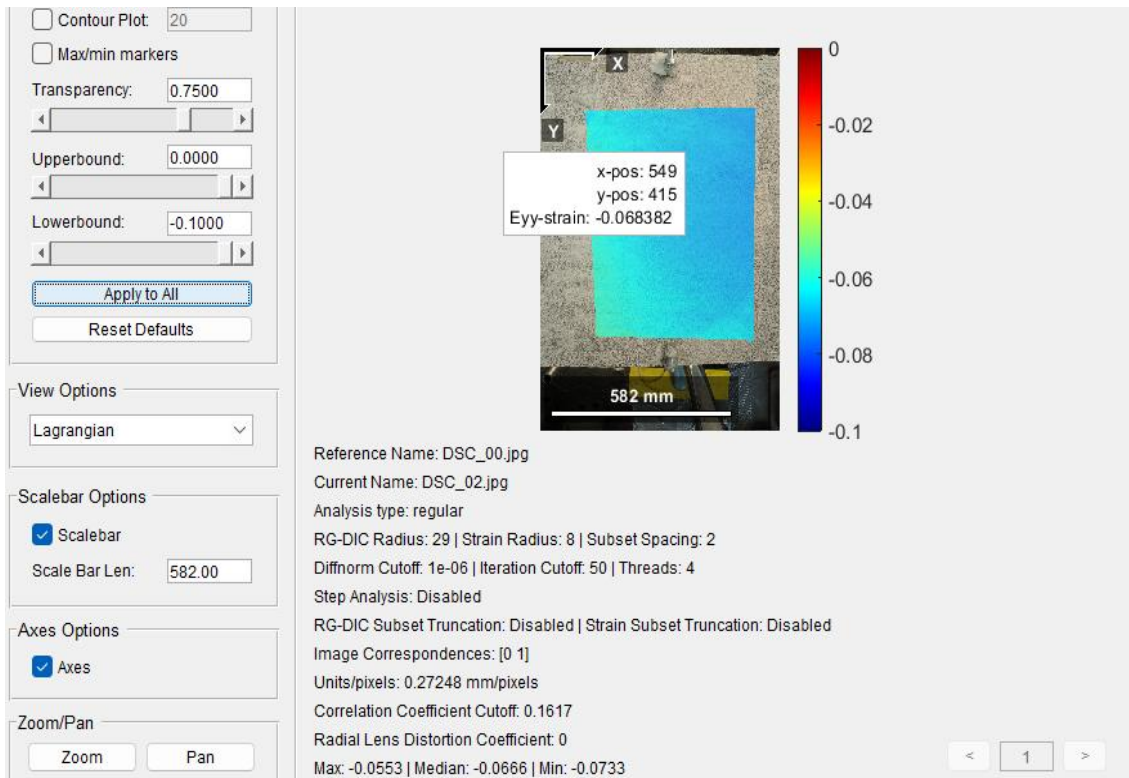 Contour Plot: 20
Max/min markers
Transparency: 0.7500
Upperbound: 0.0000
Lowerbound: -0.1000
Apply to All
Reset Defaults
View Options
Lagrangian
Scalebar Options
Scalebar
Scale Bar Len: 582.00
Axes Options
Axes
Zoom/Pan
Zoom Pan
X
Y
x-pos: 549
y-pos: 415
Eyy-strain: -0.068382
582 mm
0
-0.02
-0.04
-0.06
-0.08
-0.1
Reference Name: DSC_00.jpg
Current Name: DSC_02.jpg
Analysis type: regular
RG-DIC Radius: 29 | Strain Radius: 8 | Subset Spacing: 2
Diffnorm Cutoff: 1e-06 | Iteration Cutoff: 50 | Threads: 4
Step Analysis: Disabled
RG-DIC Subset Truncation: Disabled | Strain Subset Truncation: Disabled
Image Correspondences: [0 1]
Units/pixels: 0.27248 mm/pixels
Correlation Coefficient Cutoff: 0.1617
Radial Lens Distortion Coefficient: 0
Max: -0.0553 | Median: -0.0666 | Min: -0.0733
< 1 >